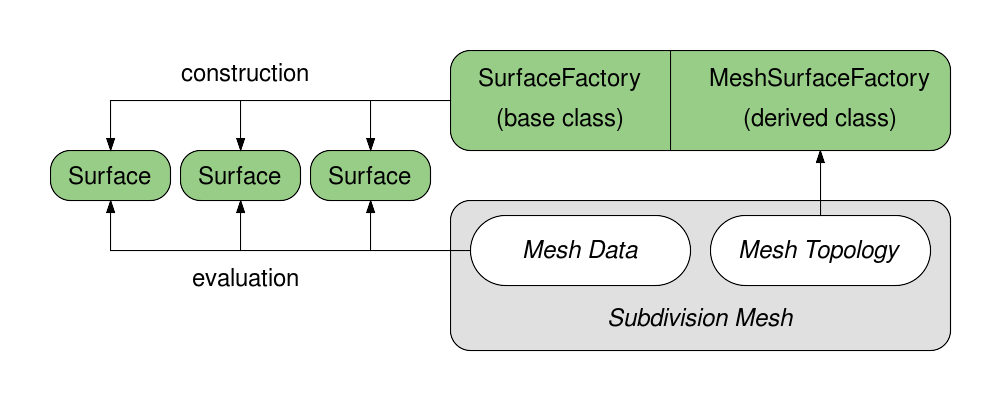 construction
SurfaceFactory
(base class)
MeshSurfaceFactory
(derived class)
Surface
Surface
Surface
evaluation
Mesh Data
Mesh Topology
Subdivision Mesh